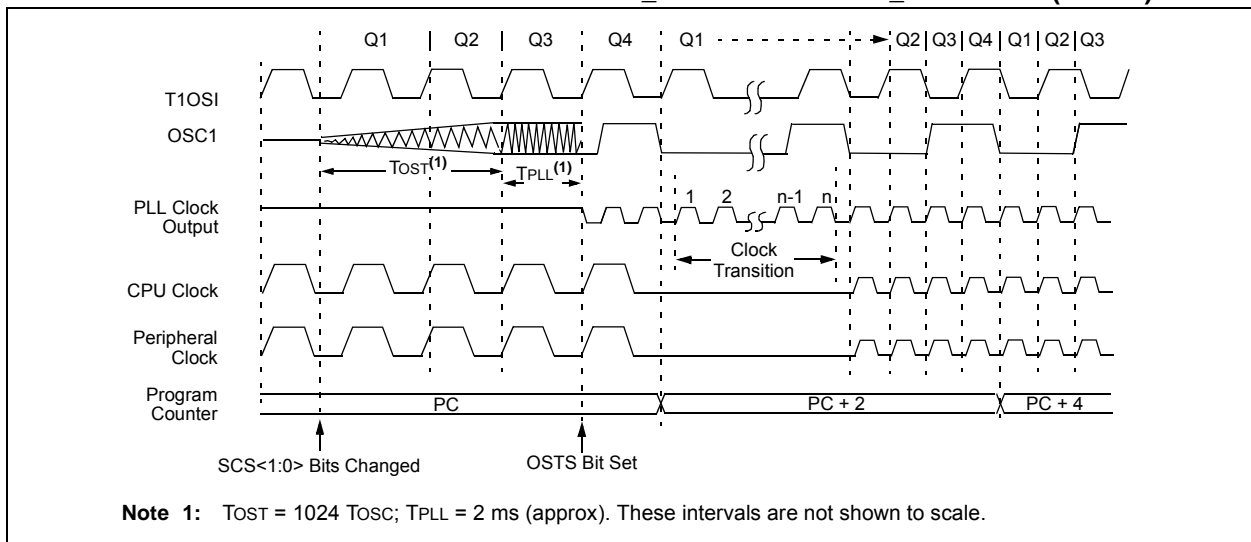 Q1 Q2 Q3 Q4 Q1 Q2 Q3 Q4 Q1 Q2 Q3
T1OSI
OSC1
TOST(1) TPLL(1)
1 2 n-1 n
PLL Clock
Output
Clock
Transition
CPU Clock
Peripheral
Clock
Program
Counter
PC PC + 2 PC + 4
SCS<1:0> Bits Changed
OSTS Bit Set
Note 1: TOST = 1024 TOSC; TPLL = 2 ms (approx). These intervals are not shown to scale.